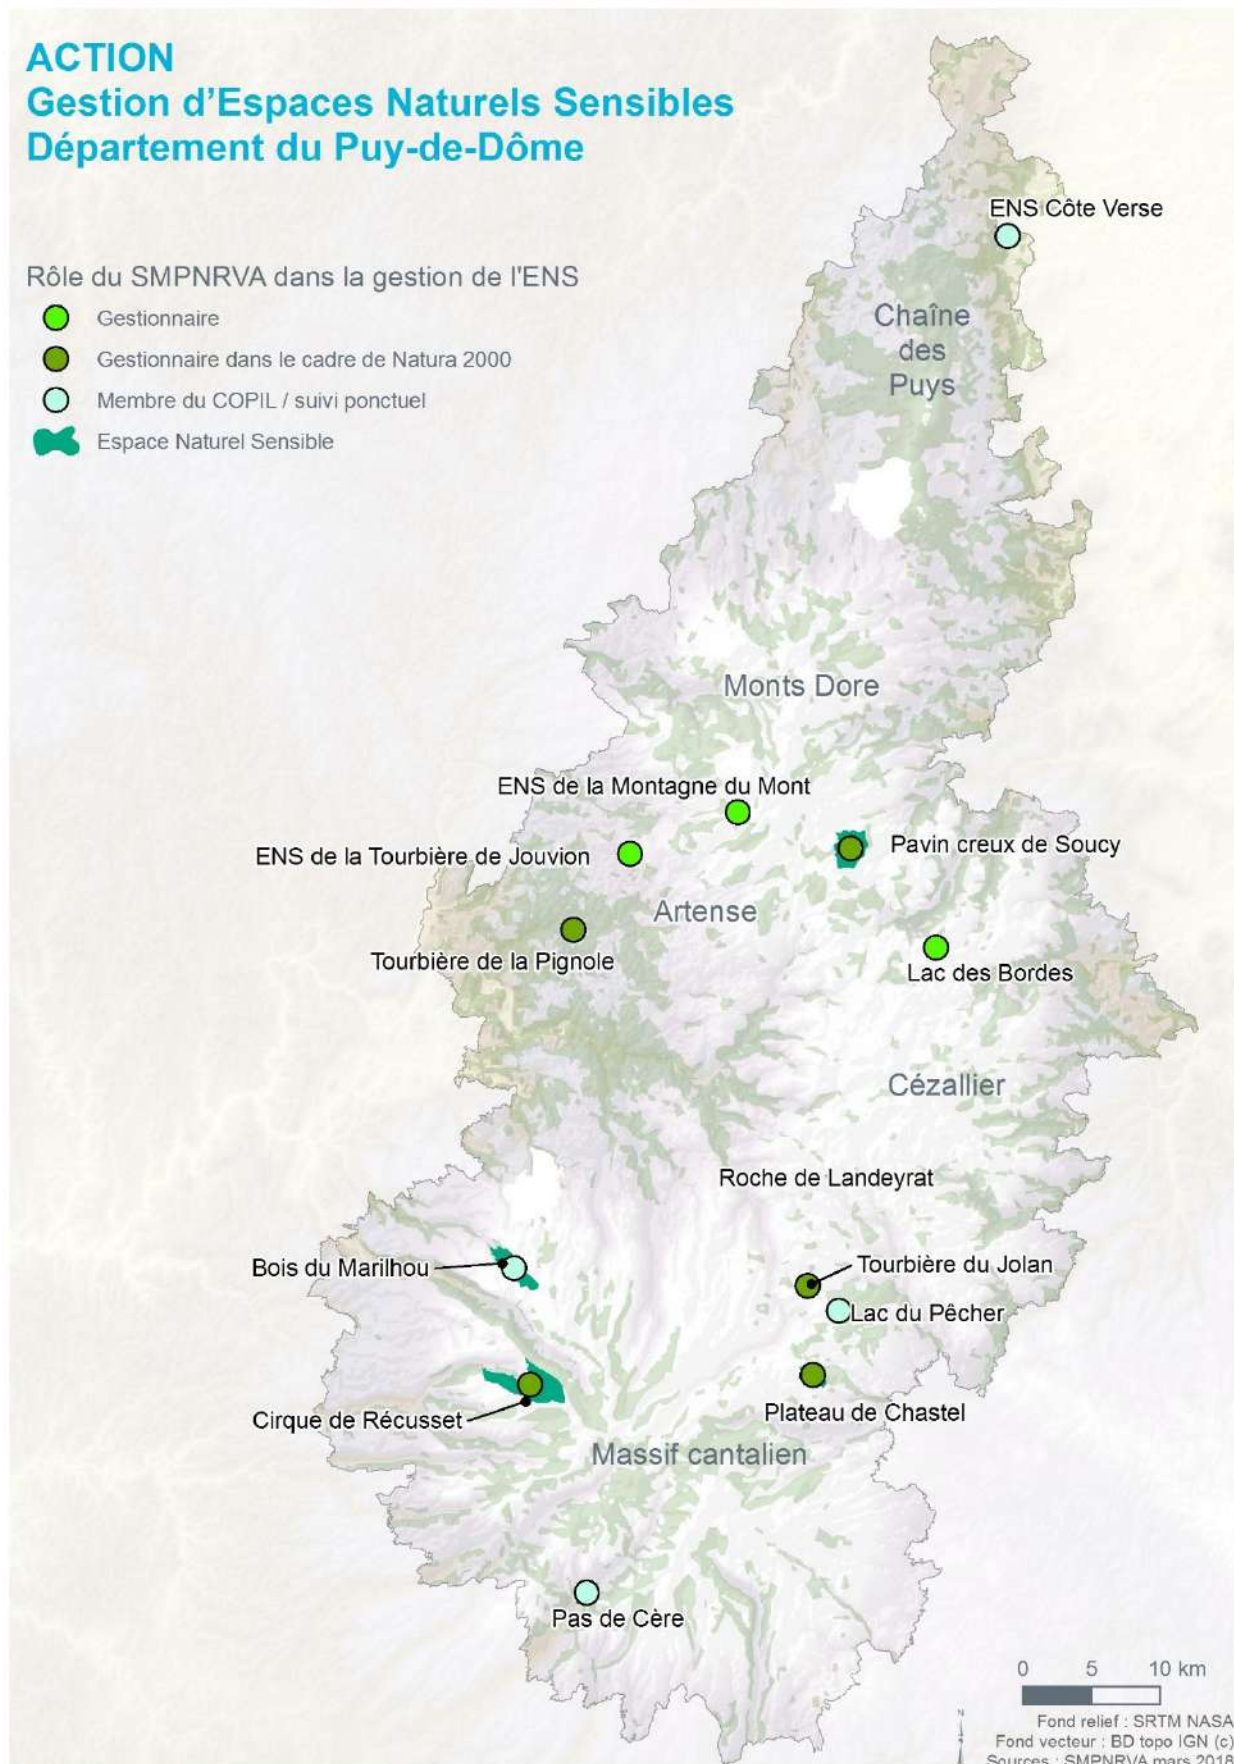 ACTION
Gestion d'Espaces Naturels Sensibles
Département du Puy-de-Dôme
Rôle du SMPNRVA dans la gestion de l'ENS
Gestionnaire
Gestionnaire dans le cadre de Natura 2000
Membre du COPIL / suivi ponctuel
Espace Naturel Sensible
ENS Côte Verse
Chaîne
des
Puys
Monts Dore
ENS de la Montagne du Mont
Pavin creux de Soucy
ENS de la Tourbière de Jouvion
Artense
Tourbière de la Pignole
Lac des Bordes
Cézallier
Roche de Landeyrat
Bois du Marilhou
Tourbière du Jolan
Lac du Pêcher
Cirque de Récusset
Plateau de Chastel
Massif cantalien
Pas de Cère
0 5 10 km
N
Fond relief : SRTM NASA
Fond vecteur : BD topo IGN (c)
Sources : SMPNRVA mars 2018